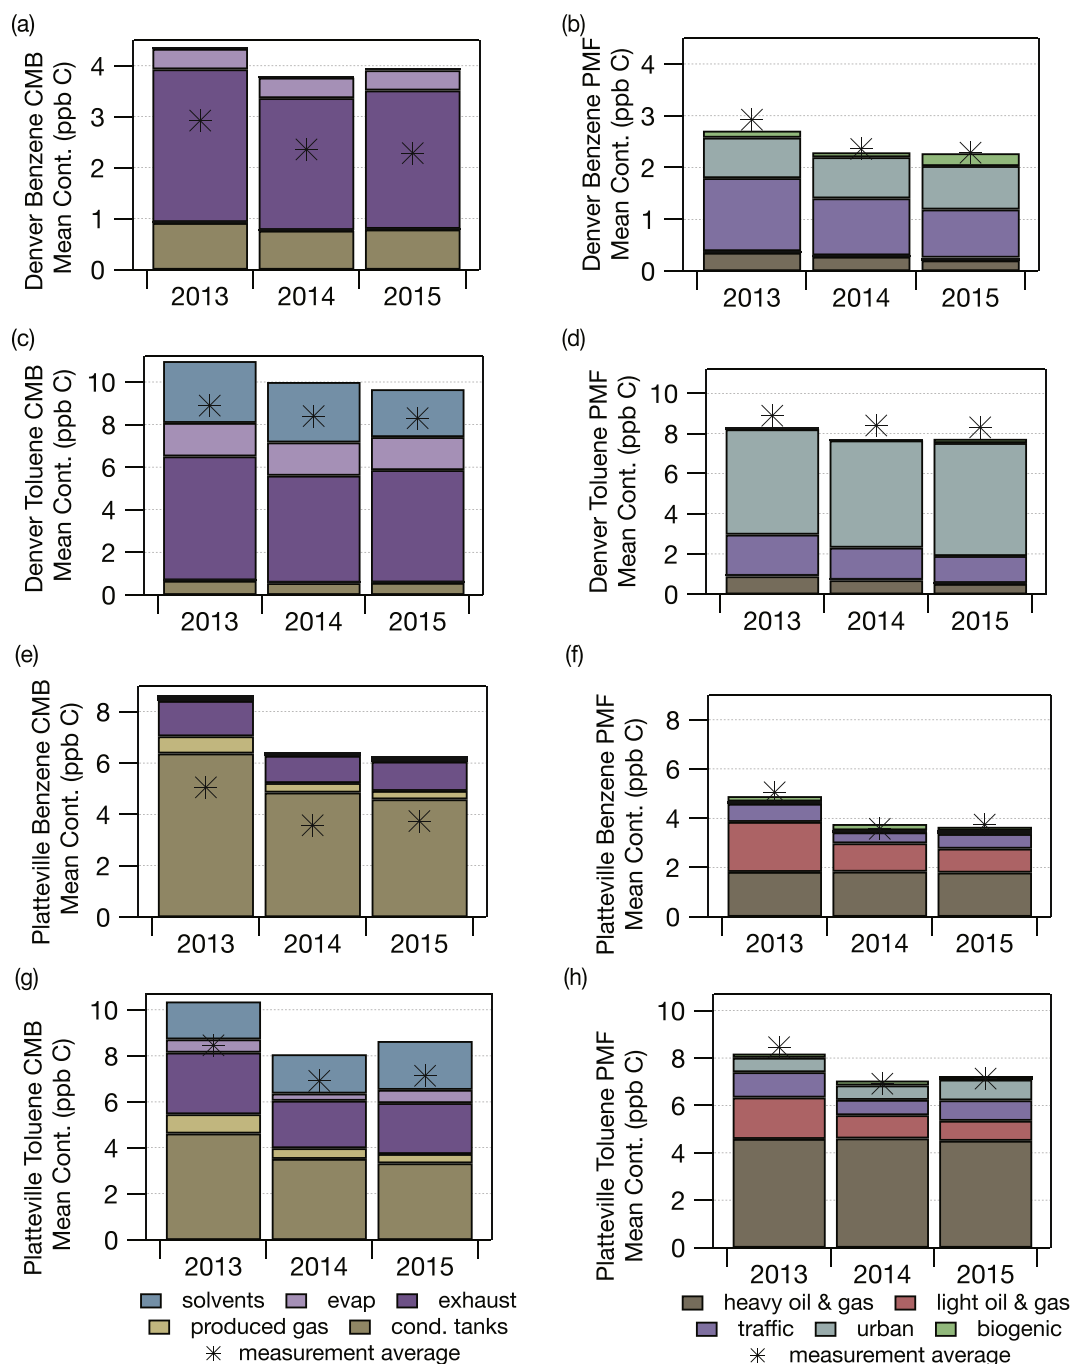 (a)
Denver Benzene CMB
Mean Cont. (ppb C)
4
3
2
1
0
2013 2014 2015
(b)
Denver Benzene PMF
Mean Cont. (ppb C)
4
3
2
1
0
2013 2014 2015
(c)
Denver Toluene CMB
Mean Cont. (ppb C)
10
8
6
4
2
0
2013 2014 2015
(d)
Denver Toluene PMF
Mean Cont. (ppb C)
10
8
6
4
2
0
2013 2014 2015
(e)
Platteville Benzene CMB
Mean Cont. (ppb C)
8
6
4
2
0
2013 2014 2015
(f)
Platteville Benzene PMF
Mean Cont. (ppb C)
8
6
4
2
0
2013 2014 2015
(g)
Platteville Toluene CMB
Mean Cont. (ppb C)
10
8
6
4
2
0
2013 2014 2015
solvents evap exhaust
produced gas cond. tanks
measurement average
(h)
Platteville Toluene PMF
Mean Cont. (ppb C)
10
8
6
4
2
0
2013 2014 2015
heavy oil & gas light oil & gas
traffic urban biogenic
measurement average